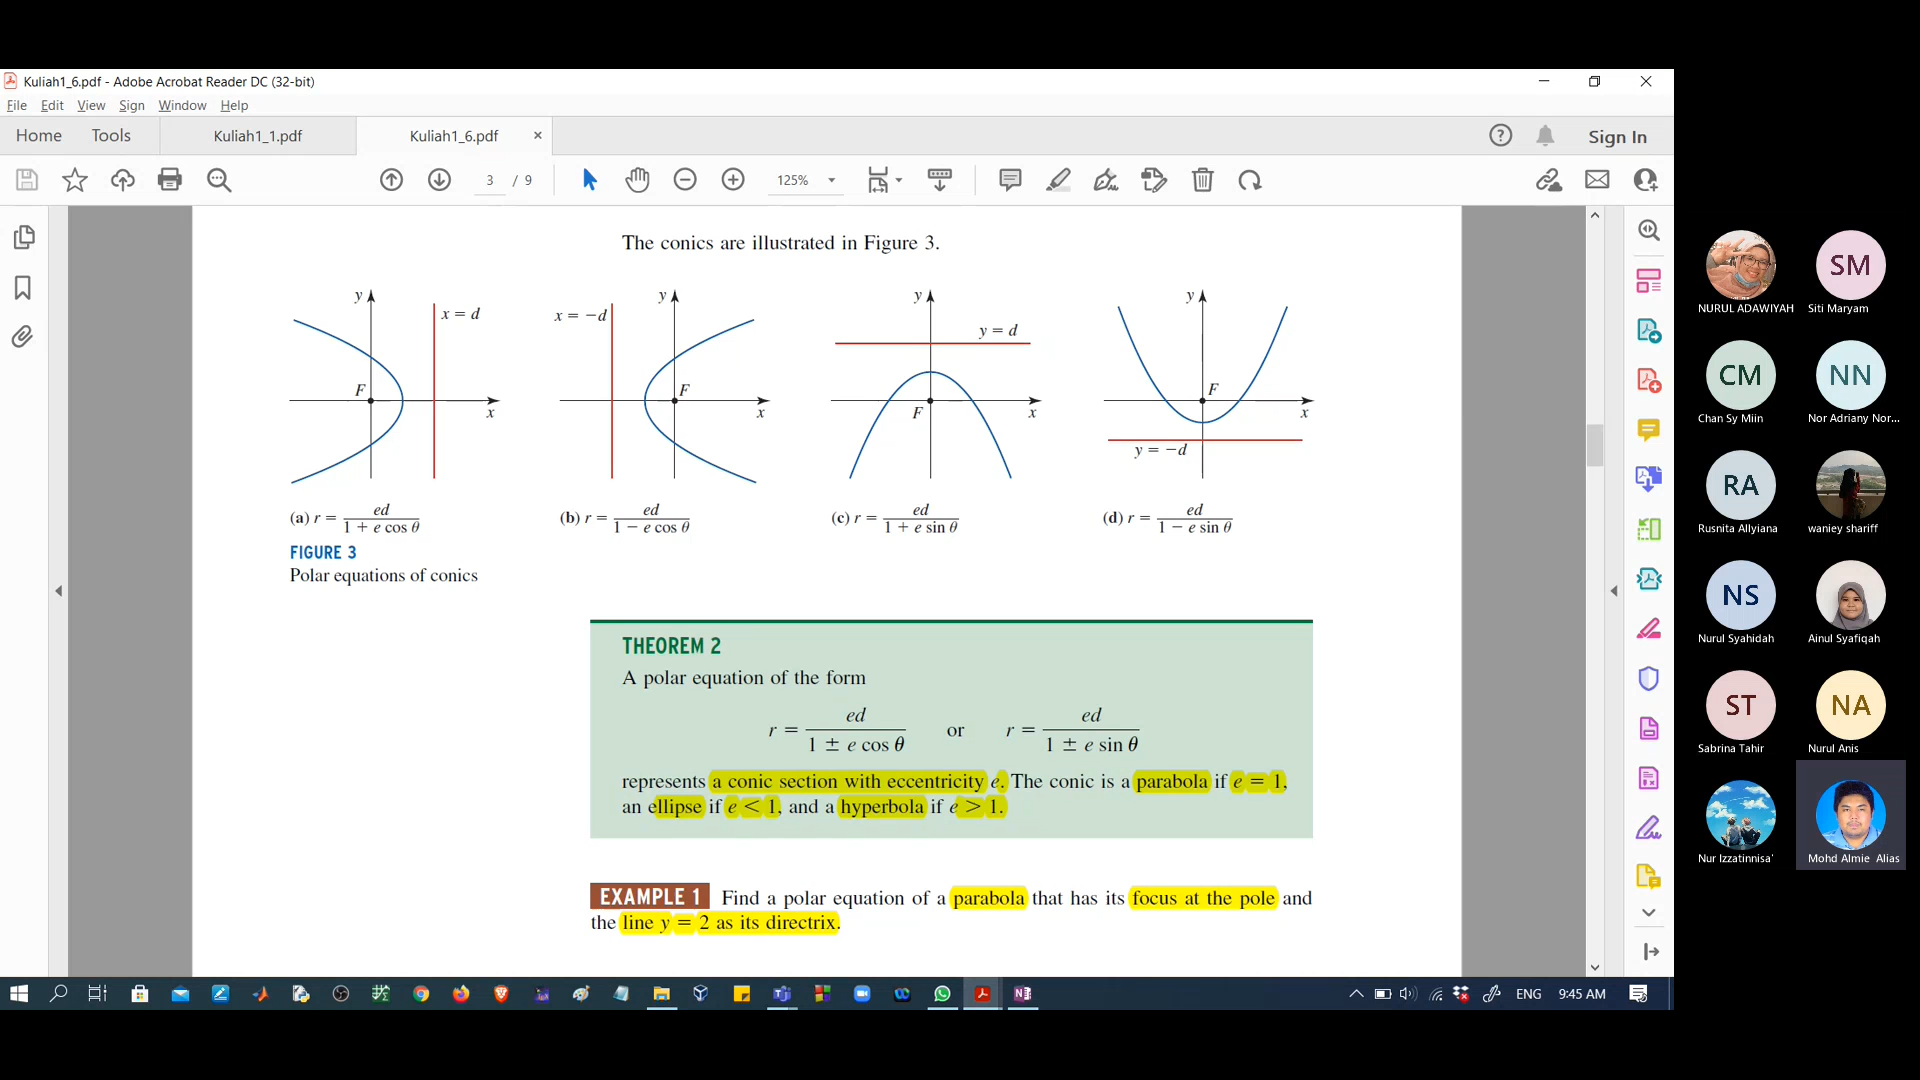 Kuliah1_6.pdf - Adobe Acrobat Reader DC (32-bit)
File Edit View Sign Window Help
Home Tools Kuliah1_1.pdf Kuliah1_6.pdf × Sign In
3 / 9 125%
The conics are illustrated in Figure 3.
y x = d F x
x = −d y F x
y y = d F x
y F x y = −d
(a) r = ed / 1 + e cos θ
(b) r = ed / 1 − e cos θ
(c) r = ed / 1 + e sin θ
(d) r = ed / 1 − e sin θ
FIGURE 3
Polar equations of conics
THEOREM 2
A polar equation of the form
r = ed / 1 ± e cos θ or r = ed / 1 ± e sin θ
represents a conic section with eccentricity e. The conic is a parabola if e = 1,
an ellipse if e < 1, and a hyperbola if e > 1.
EXAMPLE 1 Find a polar equation of a parabola that has its focus at the pole and
the line y = 2 as its directrix.
ENG 9:45 AM
NURUL ADAWIYAH
SM
Siti Maryam
CM
Chan Sy Miin
NN
Nor Adriany Nor...
RA
Rusnita Allyiana
waniey shariff
NS
Nurul Syahidah
Ainul Syafiqah
ST
Sabrina Tahir
NA
Nurul Anis
Nur Izzatinnisa'
Mohd Almie Alias